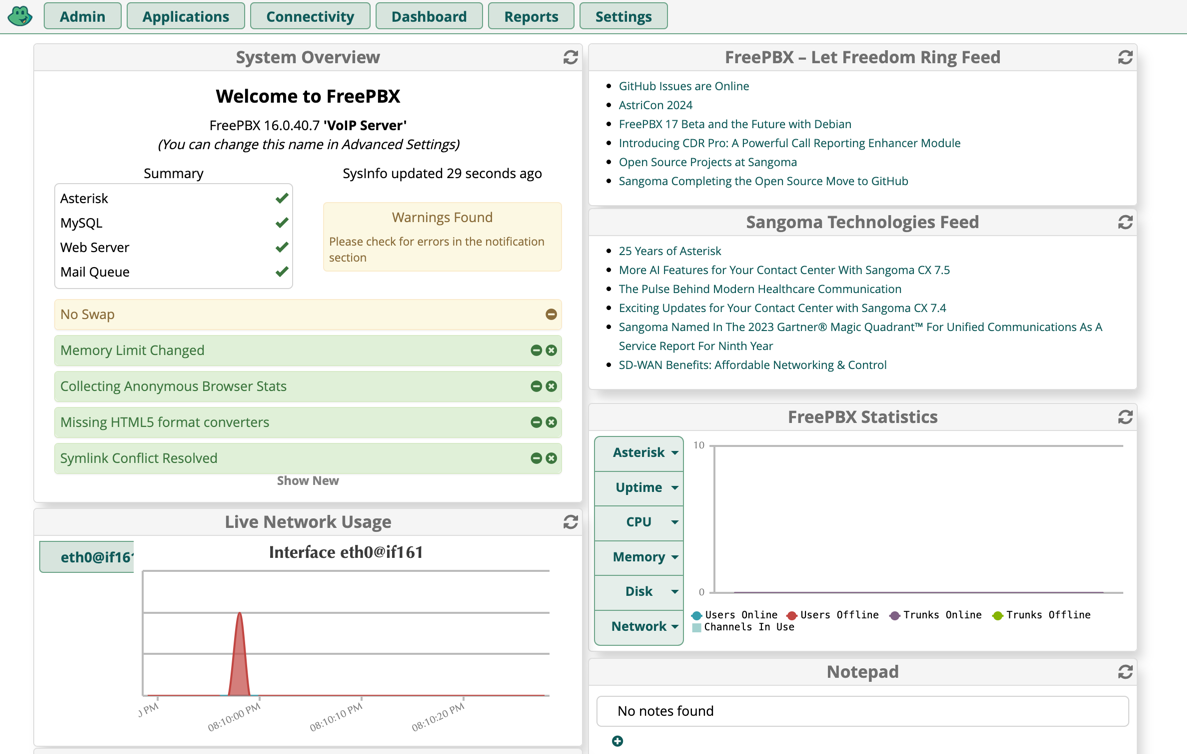 Admin
Applications
Connectivity
Dashboard
Reports
Settings
System Overview
Welcome to FreePBX
FreePBX 16.0.40.7 'VoIP Server'
(You can change this name in Advanced Settings)
Summary
Asterisk
MySQL
Web Server
Mail Queue
SysInfo updated 29 seconds ago
Warnings Found
Please check for errors in the notification
section
No Swap
Memory Limit Changed
Collecting Anonymous Browser Stats
Missing HTML5 format converters
Symlink Conflict Resolved
Show New
Live Network Usage
eth0@if161
Interface eth0@if161
0 PM
08:10:00 PM
08:10:10 PM
08:10:20 PM
FreePBX – Let Freedom Ring Feed
GitHub Issues are Online
AstriCon 2024
FreePBX 17 Beta and the Future with Debian
Introducing CDR Pro: A Powerful Call Reporting Enhancer Module
Open Source Projects at Sangoma
Sangoma Completing the Open Source Move to GitHub
Sangoma Technologies Feed
25 Years of Asterisk
More AI Features for Your Contact Center With Sangoma CX 7.5
The Pulse Behind Modern Healthcare Communication
Exciting Updates for Your Contact Center with Sangoma CX 7.4
Sangoma Named In The 2023 Gartner® Magic Quadrant™ For Unified Communications As A
Service Report For Ninth Year
SD-WAN Benefits: Affordable Networking & Control
FreePBX Statistics
Asterisk
Uptime
CPU
Memory
Disk
Network
10
0
Users Online Users Offline Trunks Online Trunks Offline
Channels In Use
Notepad
No notes found